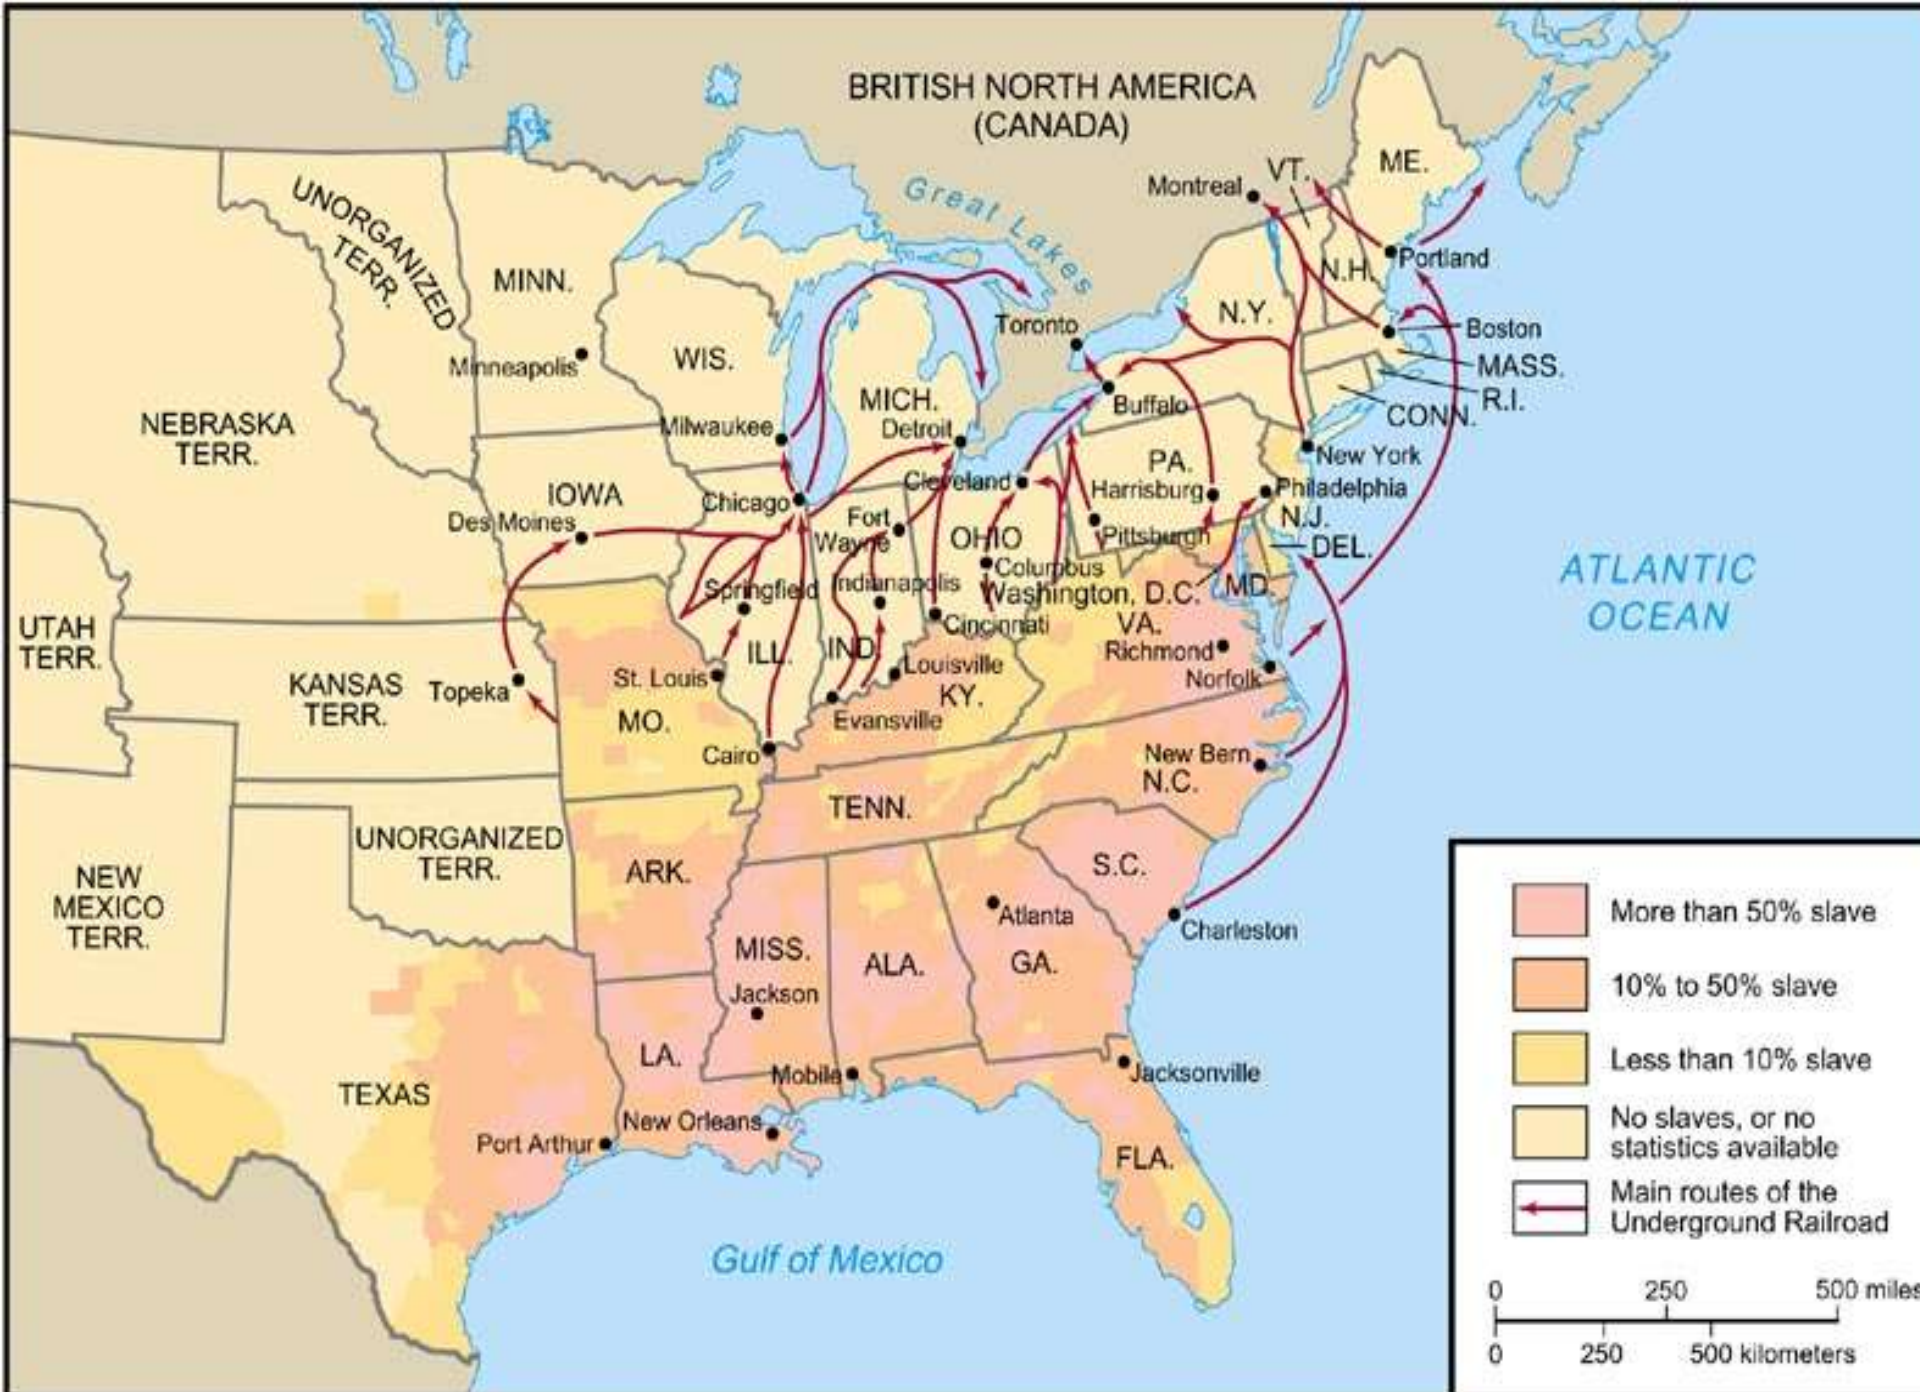 BRITISH NORTH AMERICA
(CANADA)
Great Lakes
Montreal
VT.
ME.
UNORGANIZED
TERR.
MINN.
Portland
N.H.
N.Y.
Toronto
Boston
Minneapolis
WIS.
MASS.
R.I.
CONN.
MICH.
Buffalo
NEBRASKA
TERR.
Milwaukee
Detroit
New York
PA.
Cleveland
Harrisburg
Philadelphia
IOWA
Chicago
Des Moines
Fort
Wayne
OHIO
Pittsburgh
N.J.
DEL.
Columbus
Springfield
Indianapolis
Washington, D.C.
MD.
ATLANTIC
OCEAN
UTAH
TERR.
Cincinnati
VA.
Richmond
ILL.
IND.
Louisville
St. Louis
Norfolk
KANSAS
TERR.
Topeka
KY.
MO.
Evansville
Cairo
New Bern
N.C.
TENN.
UNORGANIZED
TERR.
ARK.
S.C.
NEW
MEXICO
TERR.
Atlanta
Charleston
MISS.
ALA.
GA.
Jackson
LA.
Mobile
Jacksonville
TEXAS
New Orleans
Port Arthur
FLA.
Gulf of Mexico
More than 50% slave
10% to 50% slave
Less than 10% slave
No slaves, or no
statistics available
Main routes of the
Underground Railroad
0 250 500 miles
0 250 500 kilometers